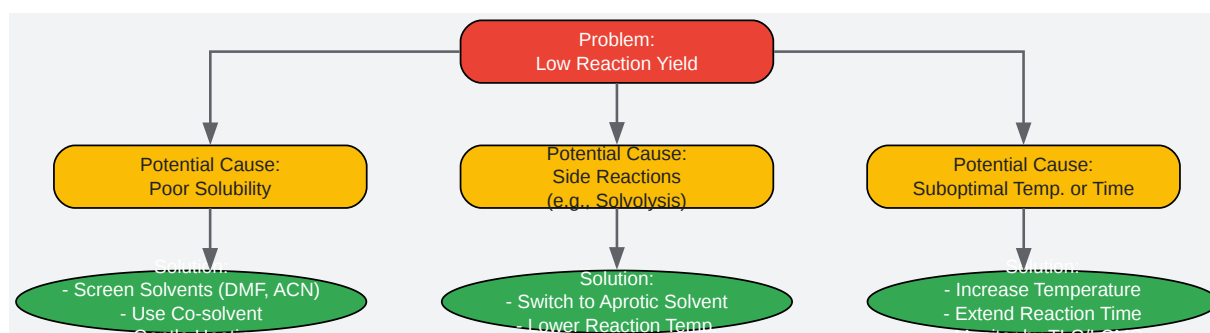 Problem:
Low Reaction Yield
Potential Cause:
Poor Solubility
Potential Cause:
Side Reactions
(e.g., Solvolysis)
Potential Cause:
Suboptimal Temp. or Time
Solution:
- Screen Solvents (DMF, ACN)
- Use Co-solvent
Solution:
- Switch to Aprotic Solvent
- Lower Reaction Temp
Solution:
- Increase Temperature
- Extend Reaction Time